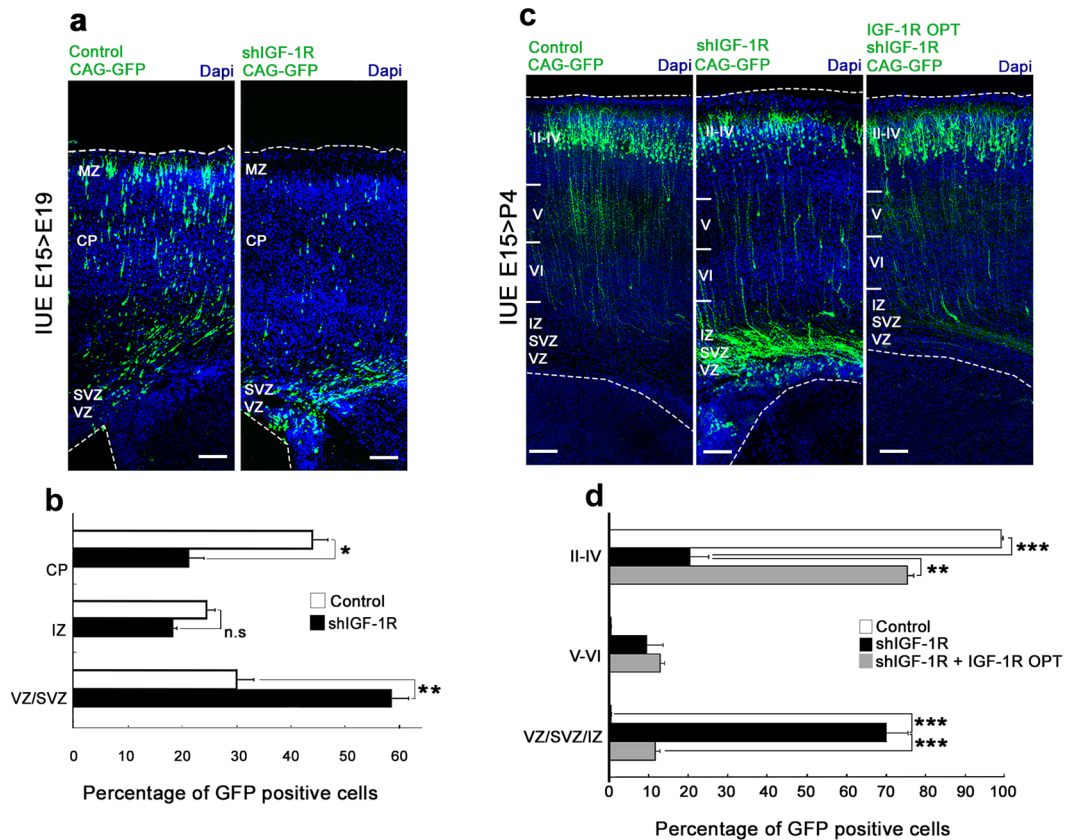 a
Control
CAG-GFP Dapi
shIGF-1R
CAG-GFP Dapi
IUE E15>E19
MZ
CP
SVZ
VZ
MZ
CP
SVZ
VZ
b
CP
IZ
VZ/SVZ
*
n.s
**
Control
shIGF-1R
0 10 20 30 40 50 60
Percentage of GFP positive cells
c
Control
CAG-GFP Dapi
shIGF-1R
CAG-GFP Dapi
IGF-1R OPT
shIGF-1R
CAG-GFP Dapi
IUE E15>P4
II-IV
V
VI
IZ
SVZ
VZ
II-IV
V
VI
IZ
SVZ
VZ
II-IV
V
VI
IZ
SVZ
VZ
d
II-IV
V-VI
VZ/SVZ/IZ
***
**
***
***
Control
shIGF-1R
shIGF-1R + IGF-1R OPT
0 10 20 30 40 50 60 70 80 90 100
Percentage of GFP positive cells